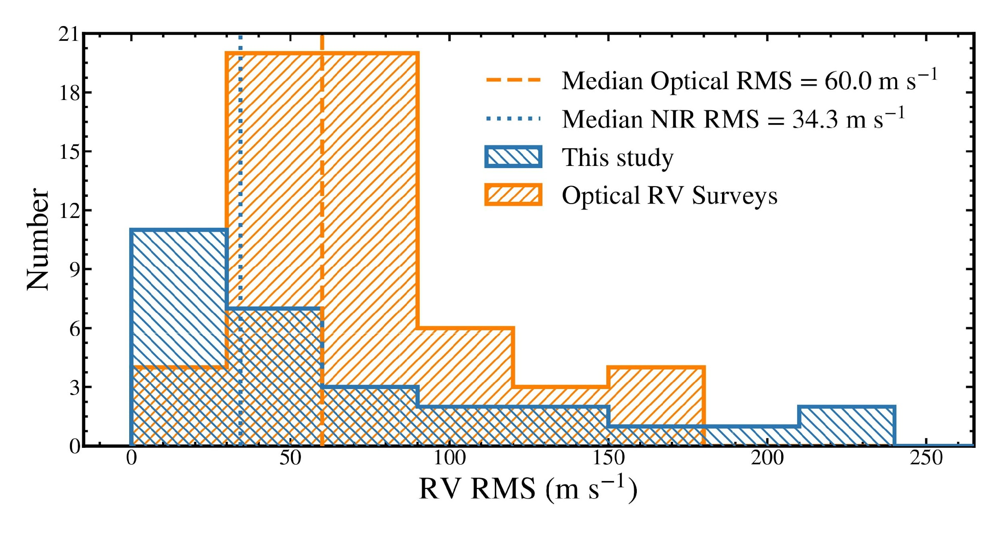 21
18
15
12
9
6
3
0
Number
Median Optical RMS = 60.0 m s⁻¹
Median NIR RMS = 34.3 m s⁻¹
This study
Optical RV Surveys
0 50 100 150 200 250
RV RMS (m s⁻¹)